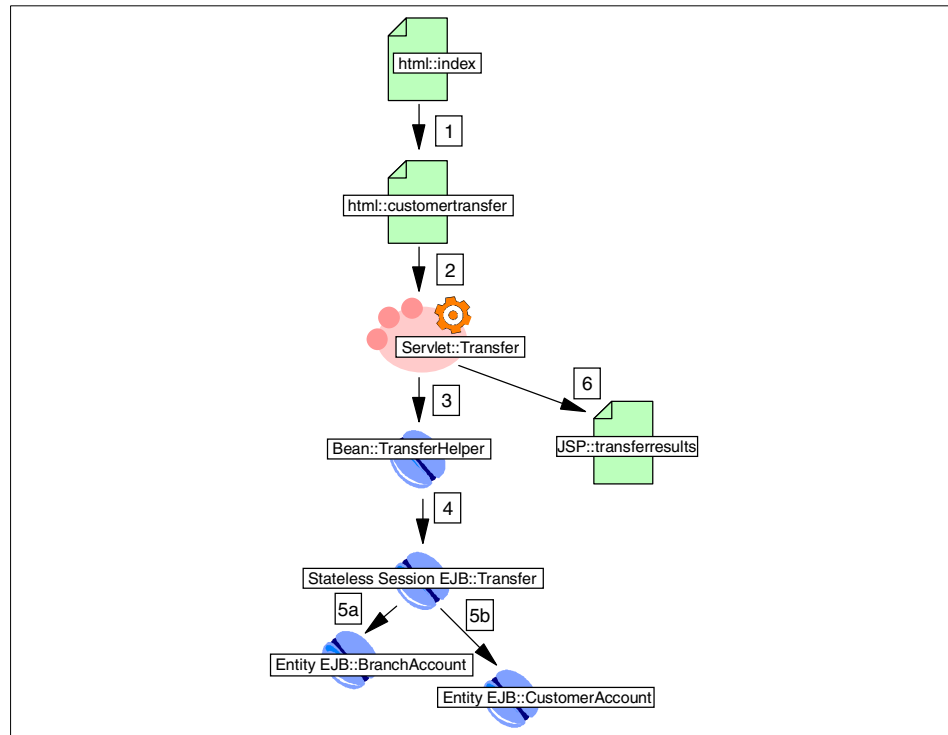 html::index
1
html::customertransfer
2
Servlet::Transfer
6
3
JSP::transferresults
Bean::TransferHelper
4
Stateless Session EJB::Transfer
5a
5b
Entity EJB::BranchAccount
Entity EJB::CustomerAccount